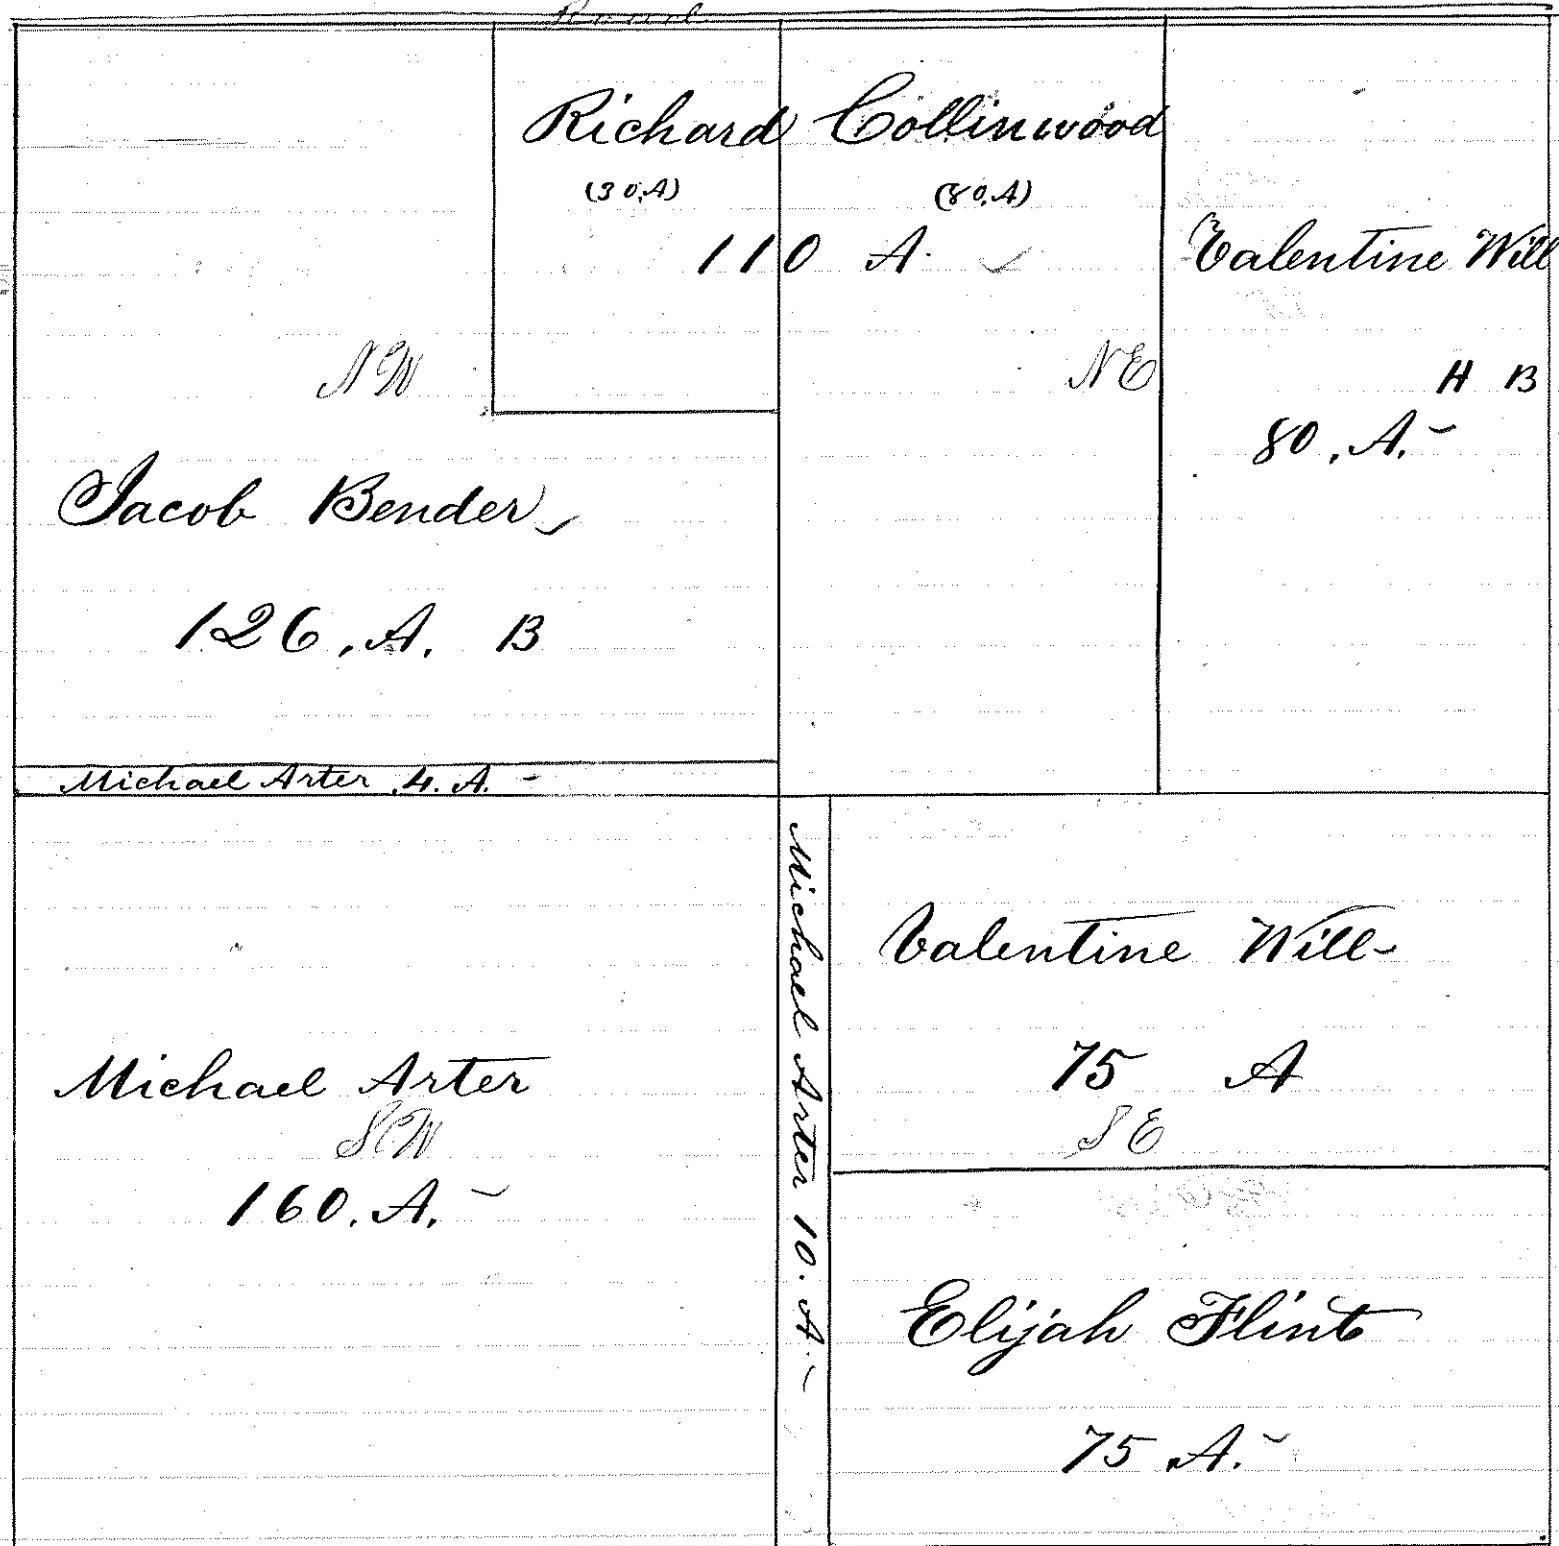 Richard Collinwood
(30,A) (80,A)
110 A.
NW
NE
Valentine Will
H B
80, A.
Jacob Bender
126, A. B
Michael Arter 4. A.
Michael Arter
SW
160. A.
Michael Arter 10. A.
Valentine Will
75 A
SE
Elijah Flint
75 A.